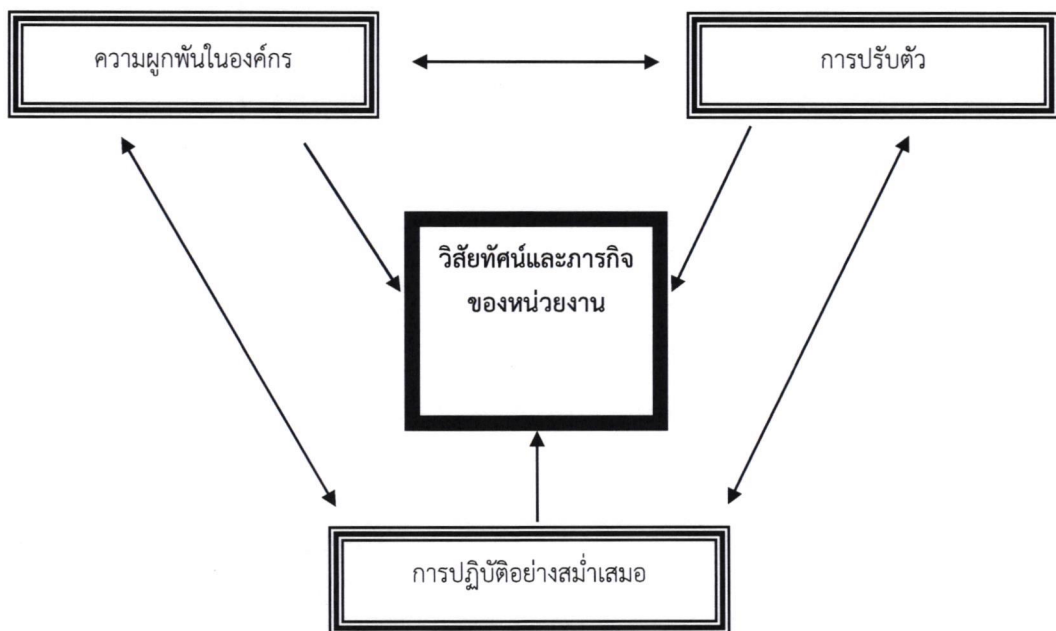 ความผูกพันในองค์กร
การปรับตัว
วิสัยทัศน์และภารกิจ
ของหน่วยงาน
การปฏิบัติอย่างสม่ำเสมอ